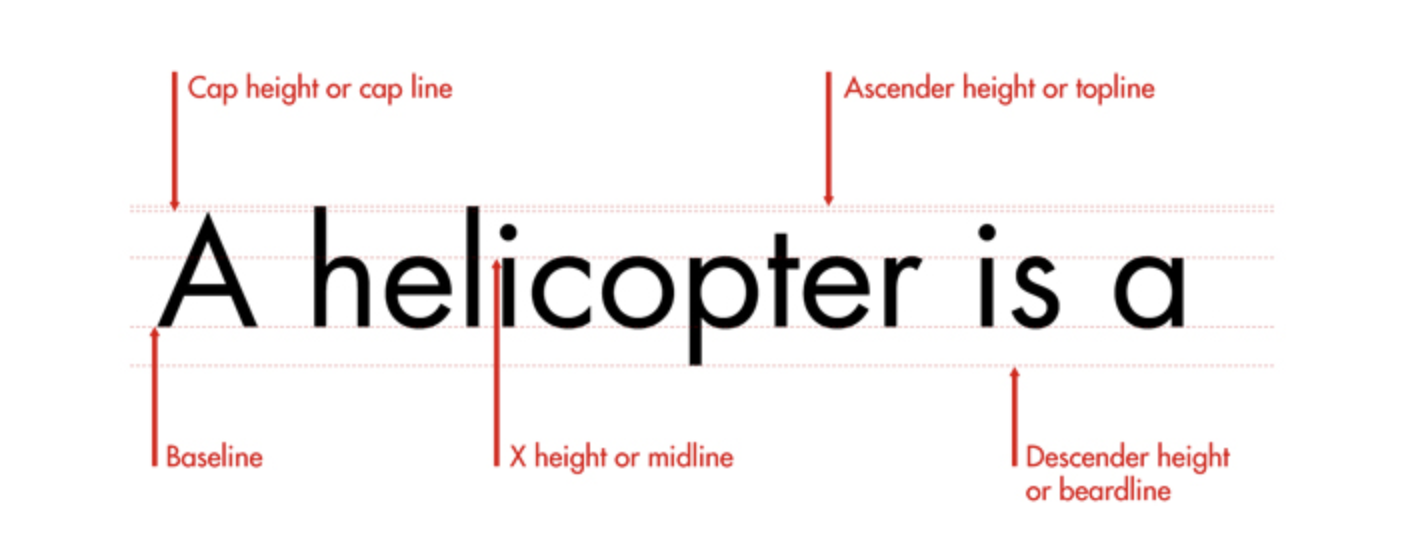 Cap height or cap line
Ascender height or topline
A helicopter is a
Baseline
X height or midline
Descender height
or beardline